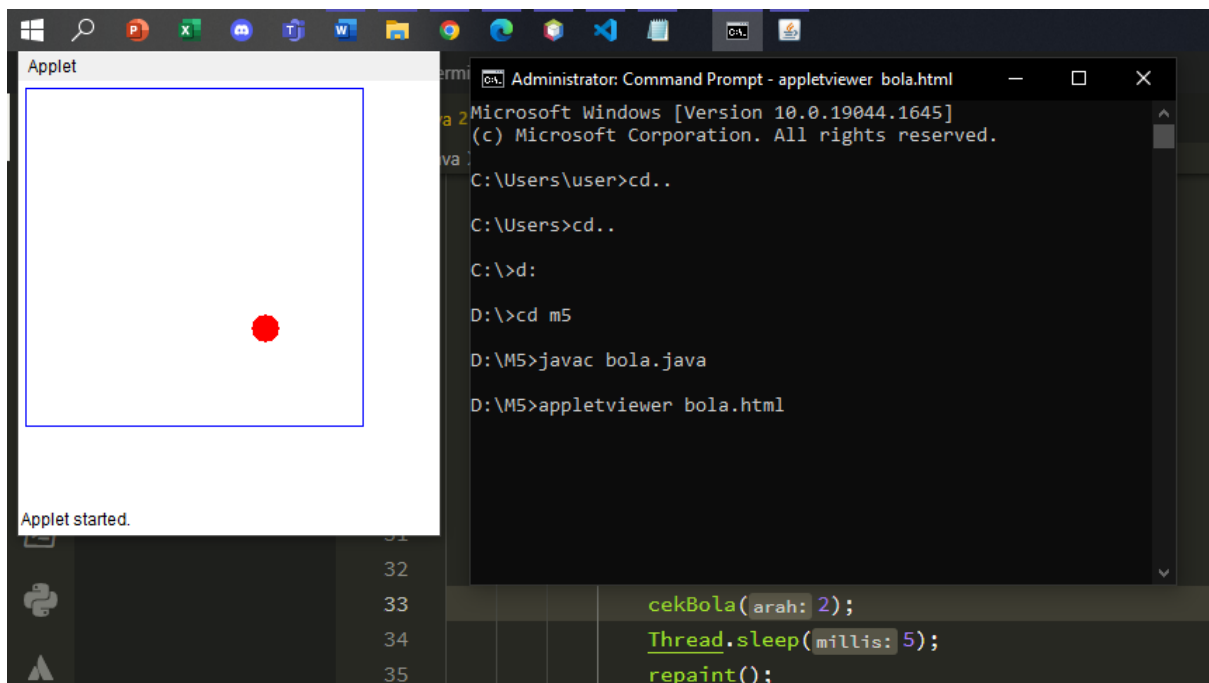 Applet
Applet started.
Administrator: Command Prompt - appletviewer bola.html
Microsoft Windows [Version 10.0.19044.1645]
(c) Microsoft Corporation. All rights reserved.
C:\Users\user>cd..
C:\Users>cd..
C:\>d:
D:\>cd m5
D:\M5>javac bola.java
D:\M5>appletviewer bola.html
32
33 cekBola(arah: 2);
34 Thread.sleep(millis: 5);
35 repaint();